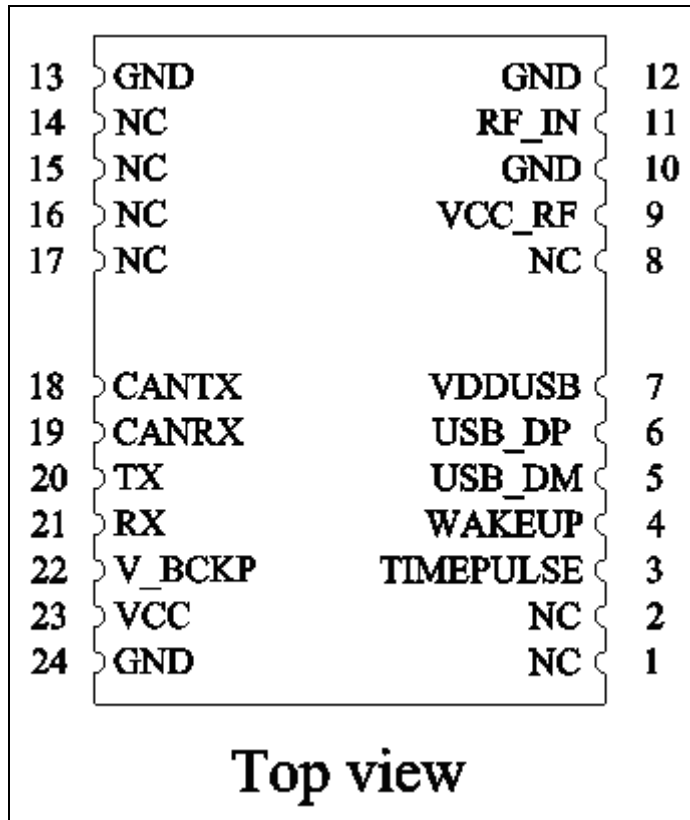 13 GND GND 12
14 NC RF_IN 11
15 NC GND 10
16 NC VCC_RF 9
17 NC NC 8
18 CANTX VDDUSB 7
19 CANRX USB_DP 6
20 TX USB_DM 5
21 RX WAKEUP 4
22 V_BCKP TIMEPULSE 3
23 VCC NC 2
24 GND NC 1
Top view